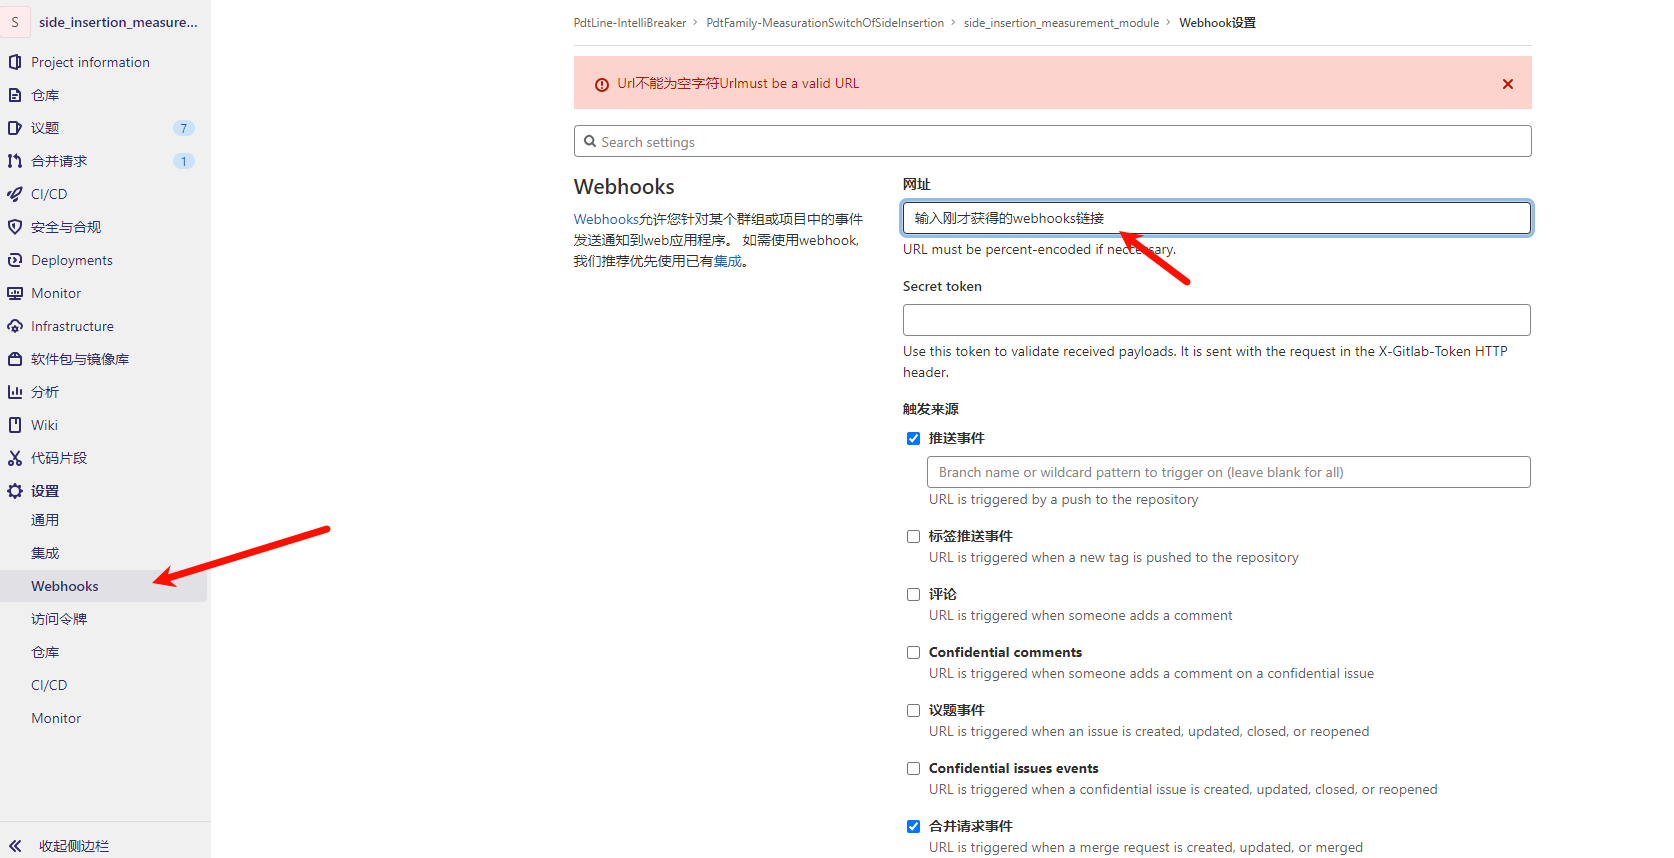 S side_insertion_measure...
Project information
仓库
议题 7
合并请求 1
CI/CD
安全与合规
Deployments
Monitor
Infrastructure
软件包与镜像库
分析
Wiki
代码片段
设置
通用
集成
Webhooks
访问令牌
仓库
CI/CD
Monitor
收起侧边栏
PdtLine-IntelliBreaker › PdtFamily-MeasurationSwitchOfSideInsertion › side_insertion_measurement_module › Webhook设置
Url不能为空字符Urlmust be a valid URL
Search settings
Webhooks
Webhooks允许您针对某个群组或项目中的事件
发送通知到web应用程序。 如需使用webhook,
我们推荐优先使用已有集成。
网址
输入刚才获得的webhooks链接
URL must be percent-encoded if neccessary.
Secret token
Use this token to validate received payloads. It is sent with the request in the X-Gitlab-Token HTTP
header.
触发来源
推送事件
Branch name or wildcard pattern to trigger on (leave blank for all)
URL is triggered by a push to the repository
标签推送事件
URL is triggered when a new tag is pushed to the repository
评论
URL is triggered when someone adds a comment
Confidential comments
URL is triggered when someone adds a comment on a confidential issue
议题事件
URL is triggered when an issue is created, updated, closed, or reopened
Confidential issues events
URL is triggered when a confidential issue is created, updated, closed, or reopened
合并请求事件
URL is triggered when a merge request is created, updated, or merged